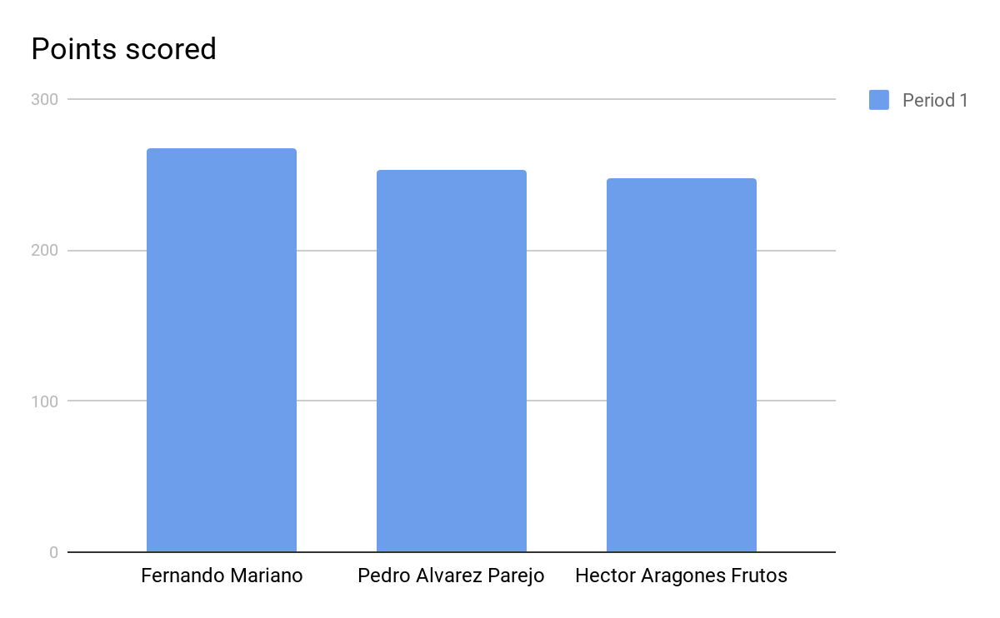 Points scored
300
Period 1
200
100
0
Fernando Mariano
Pedro Alvarez Parejo
Hector Aragones Frutos